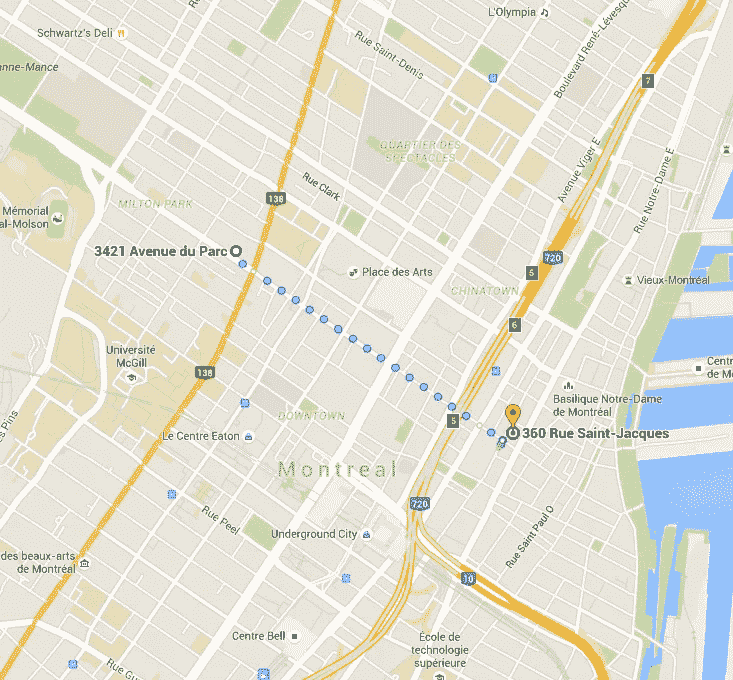 L'Olympia
Schwartz's Deli
Rue Saint-Denis
Boulevard René-Lévesqu
anne-Mance
7
QUARTIER DES
SPECTACLES
Avenue Viger E
Rue Notre-Dame E
Rue Clark
138
MILTON PARK
Mémorial
al-Molson
3421 Avenue du Parc
720
Place des Arts
5
Vieux-Montréal
CHINATOWN
6
Université
McGill
138
Centr
de Mo
Basilique Notre-Dame
de Montréal
DOWNTOWN
5
360 Rue Saint-Jacques
Le Centre Eaton
es Pins
Montreal
720
Rue Peel
Rue Saint Paul O
Underground City
des beaux-arts
de Montréal
10
Centre Bell
École de
technologie
supérieure
Rue Gu